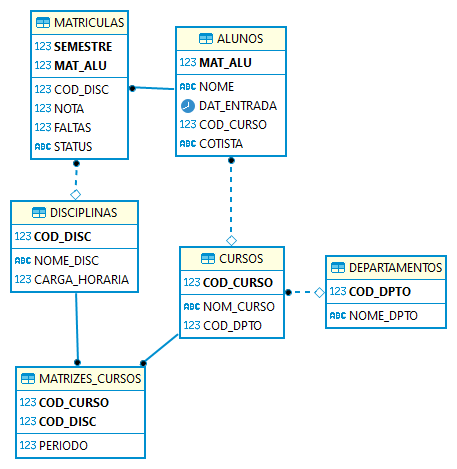 MATRICULAS
123 SEMESTRE
123 MAT_ALU
123 COD_DISC
123 NOTA
123 FALTAS
ABC STATUS
ALUNOS
123 MAT_ALU
ABC NOME
DAT_ENTRADA
123 COD_CURSO
ABC COTISTA
DISCIPLINAS
123 COD_DISC
ABC NOME_DISC
123 CARGA_HORARIA
CURSOS
123 COD_CURSO
ABC NOM_CURSO
123 COD_DPTO
DEPARTAMENTOS
123 COD_DPTO
ABC NOME_DPTO
MATRIZES_CURSOS
123 COD_CURSO
123 COD_DISC
123 PERIODO